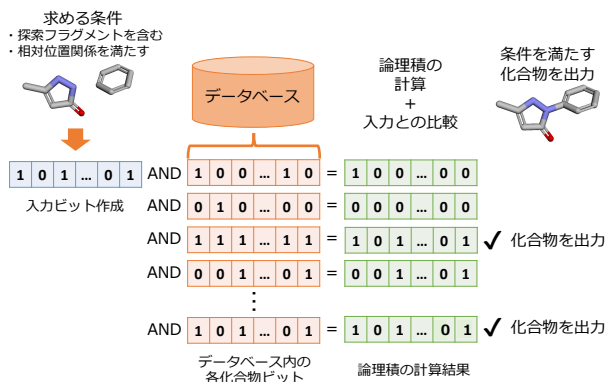 求める条件
・探索フラグメントを含む
・相対位置関係を満たす
データベース
論理積の
計算
+
入力との比較
条件を満たす
化合物を出力
1 0 1 … 0 1 AND 1 0 0 … 1 0 = 1 0 0 … 0 0
入力ビット作成
AND 0 1 0 … 0 0 = 0 0 0 … 0 0
AND 1 1 1 … 1 1 = 1 0 1 … 0 1 ✓ 化合物を出力
AND 0 0 1 … 0 1 = 0 0 1 … 0 1
⋮
AND 1 0 1 … 0 1 = 1 0 1 … 0 1 ✓ 化合物を出力
データベース内の
各化合物ビット
論理積の計算結果